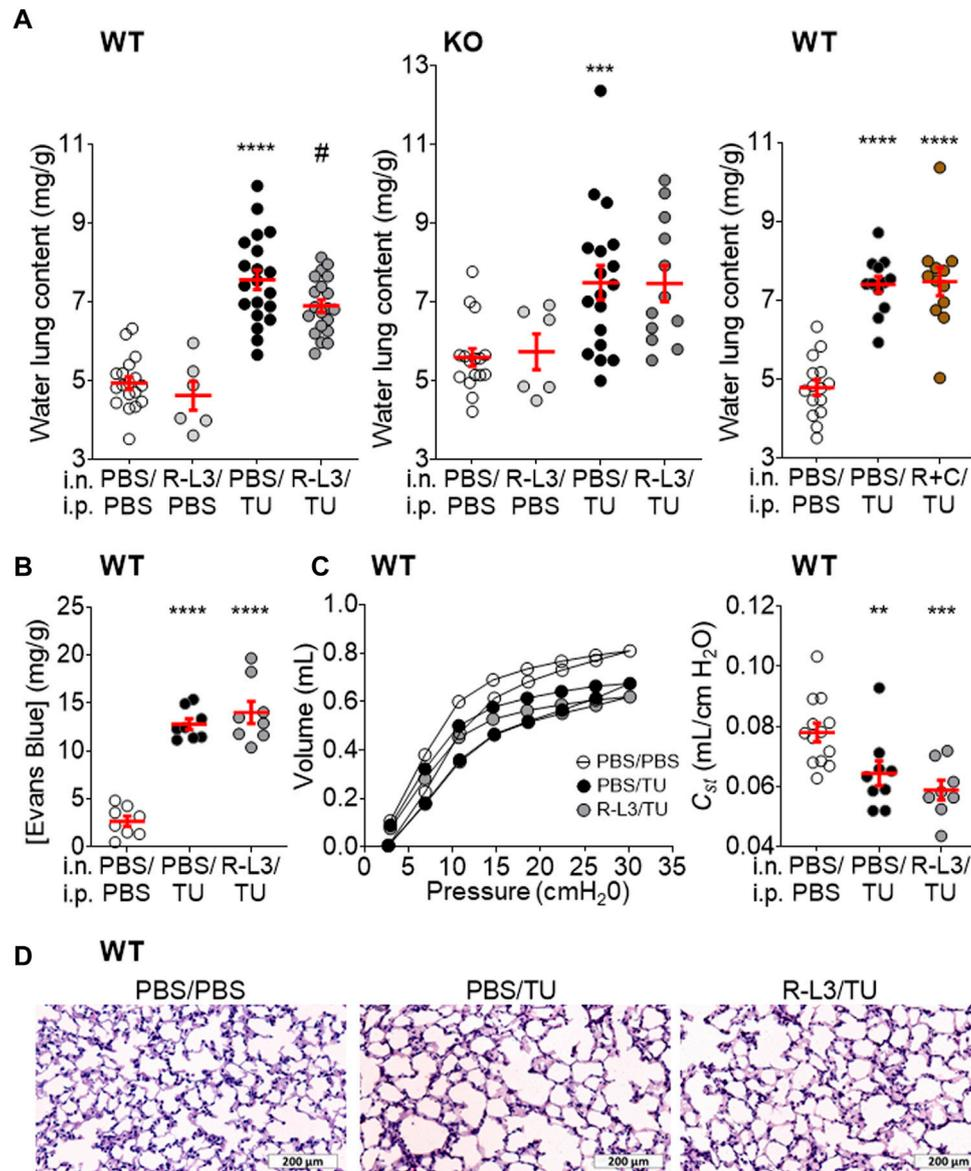 A
WT
KO
WT
Water lung content (mg/g)
11
9
7
5
3
****
#
i.n. PBS/ R-L3/ PBS/ R-L3/
i.p. PBS PBS TU TU
Water lung content (mg/g)
13
11
9
7
5
3
***
i.n. PBS/ R-L3/ PBS/ R-L3/
i.p. PBS PBS TU TU
Water lung content (mg/g)
11
9
7
5
3
**** ****
i.n. PBS/ PBS/ R+C/
i.p. PBS TU TU
B
WT
[Evans Blue] (mg/g)
25
20
15
10
5
0
**** ****
i.n. PBS/ PBS/ R-L3/
i.p. PBS TU TU
C
WT
Volume (mL)
1.0
0.8
0.6
0.4
0.2
0.0
PBS/PBS
PBS/TU
R-L3/TU
0 5 10 15 20 25 30 35
Pressure (cmH20)
WT
Cst (mL/cm H2O)
0.12
0.10
0.08
0.06
0.04
** ***
i.n. PBS/ PBS/ R-L3/
i.p. PBS TU TU
D
WT
PBS/PBS
PBS/TU
R-L3/TU
200 µm
200 µm
200 µm